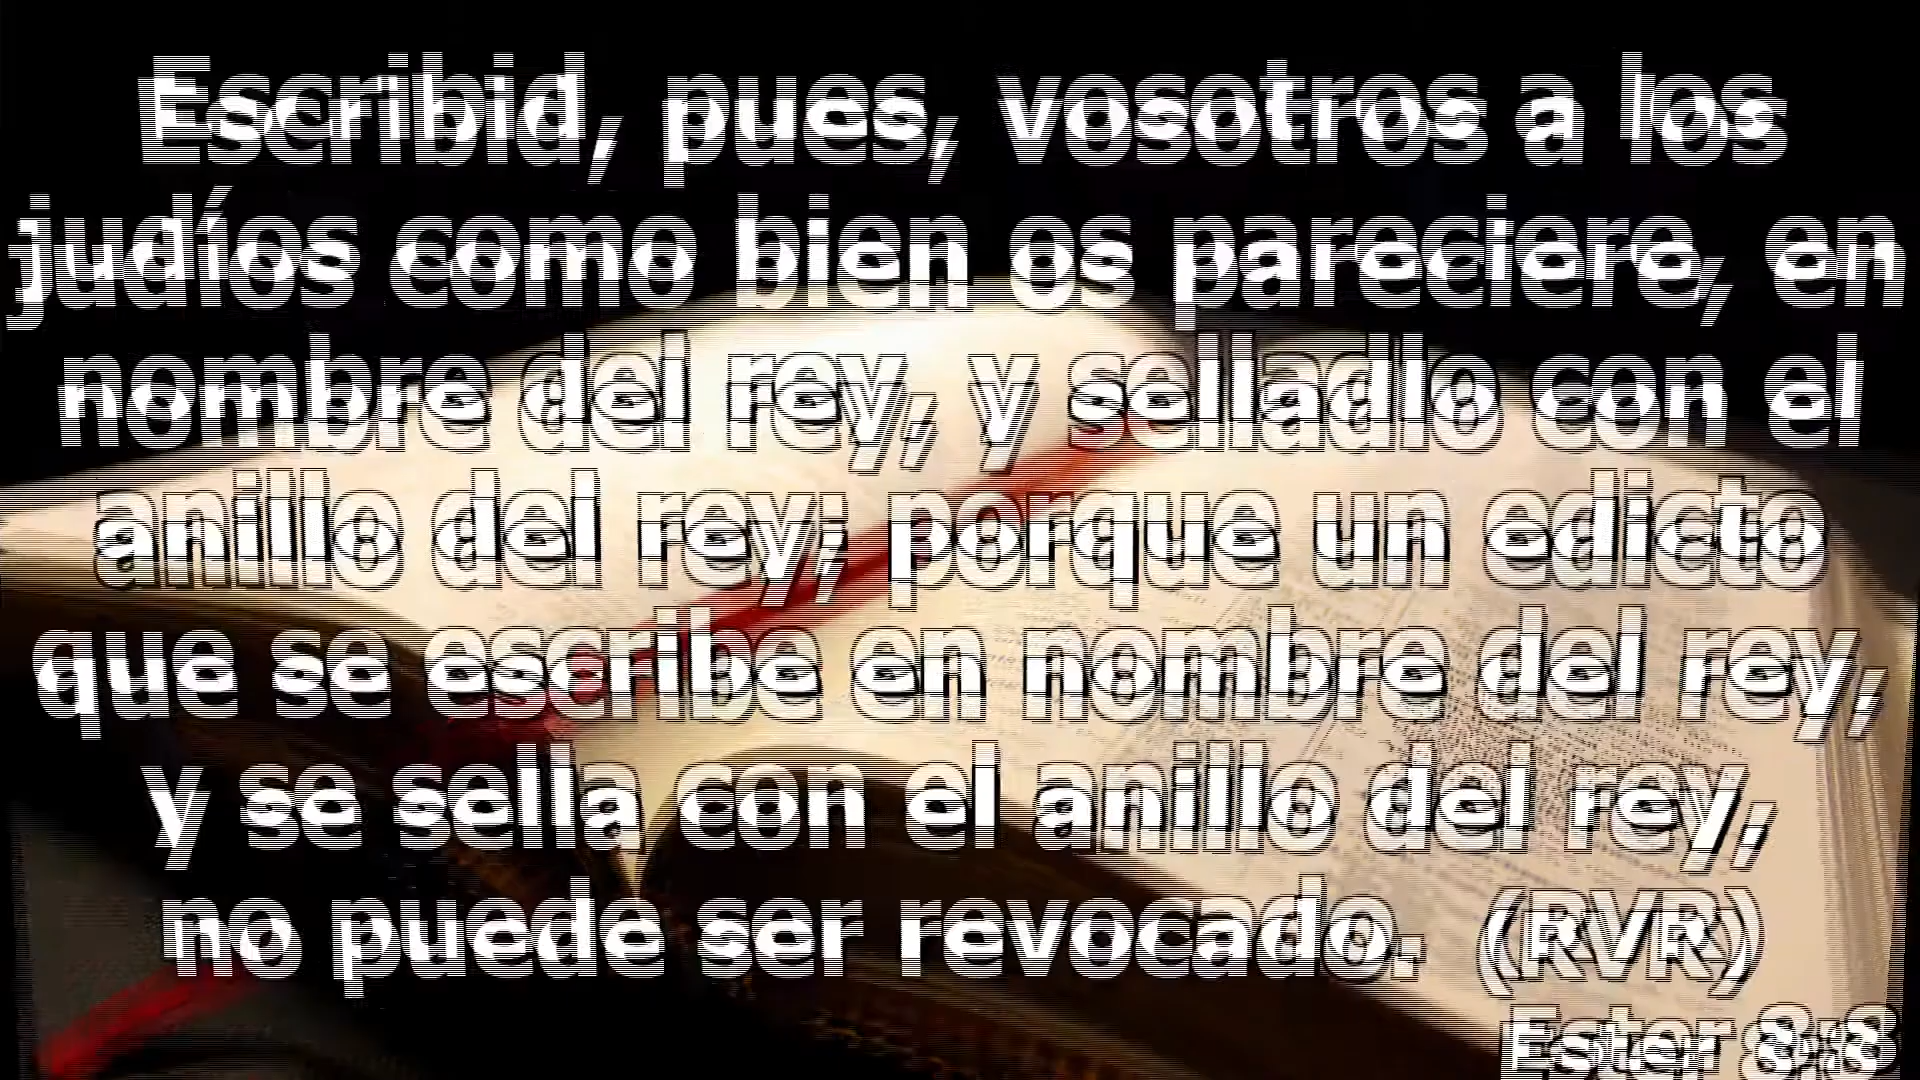 Escribid, pues, vosotros a los
judíos como bien os pareciere, en
nombre del rey, y selladlo con el
anillo del rey; porque un edicto
que se escribe en nombre del rey,
y se sella con el anillo del rey,
no puede ser revocado. (RVR)
Ester 8:8